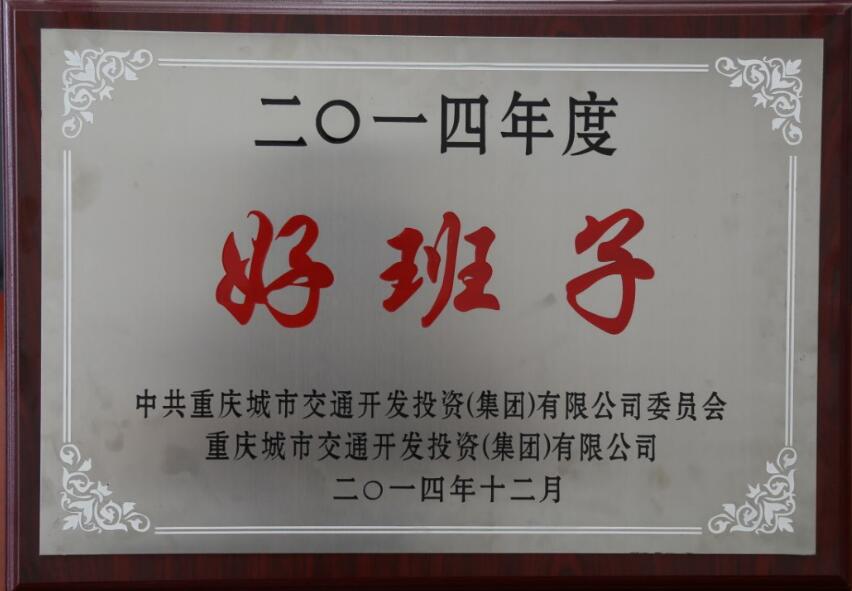 二〇一四年度
好班子
中共重庆城市交通开发投资(集团)有限公司委员会
重庆城市交通开发投资(集团)有限公司
二〇一四年十二月